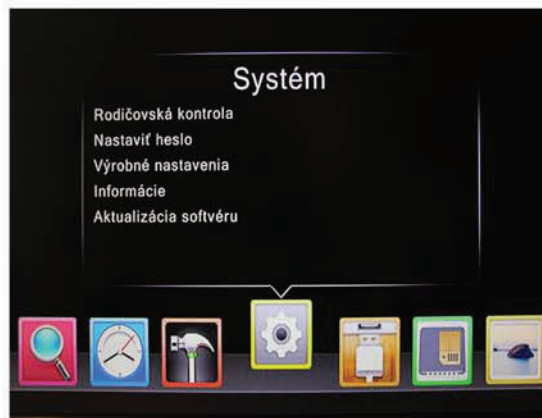 Systém
Rodičovská kontrola
Nastaviť heslo
Výrobné nastavenia
Informácie
Aktualizácia softvéru